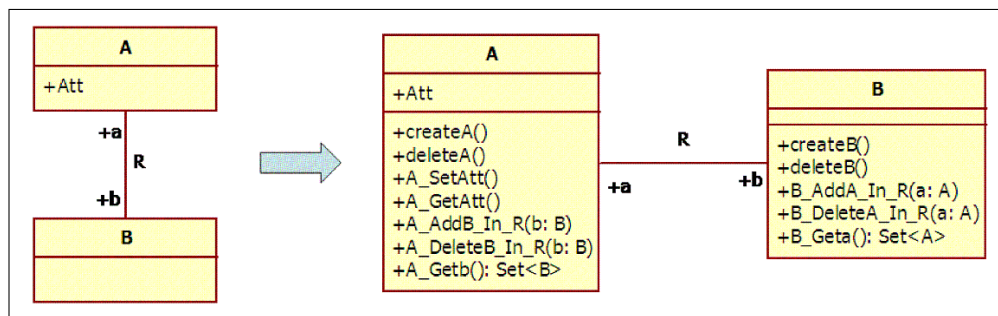 A
+Att
+a
R
+b
B
A
+Att
+createA()
+deleteA()
+A_SetAtt()
+A_GetAtt()
+A_AddB_In_R(b: B)
+A_DeleteB_In_R(b: B)
+A_Getb(): Set<B>
R
+a
+b
B
+createB()
+deleteB()
+B_AddA_In_R(a: A)
+B_DeleteA_In_R(a: A)
+B_Geta(): Set<A>